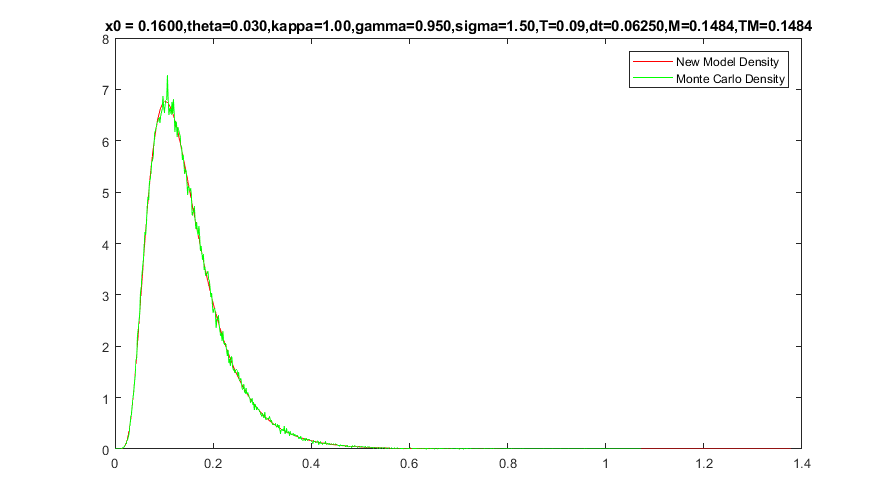 x0 = 0.1600,theta=0.030,kappa=1.00,gamma=0.950,sigma=1.50,T=0.09,dt=0.06250,M=0.1484,TM=0.1484
8
7
6
5
4
3
2
1
0
New Model Density
Monte Carlo Density
0 0.2 0.4 0.6 0.8 1 1.2 1.4